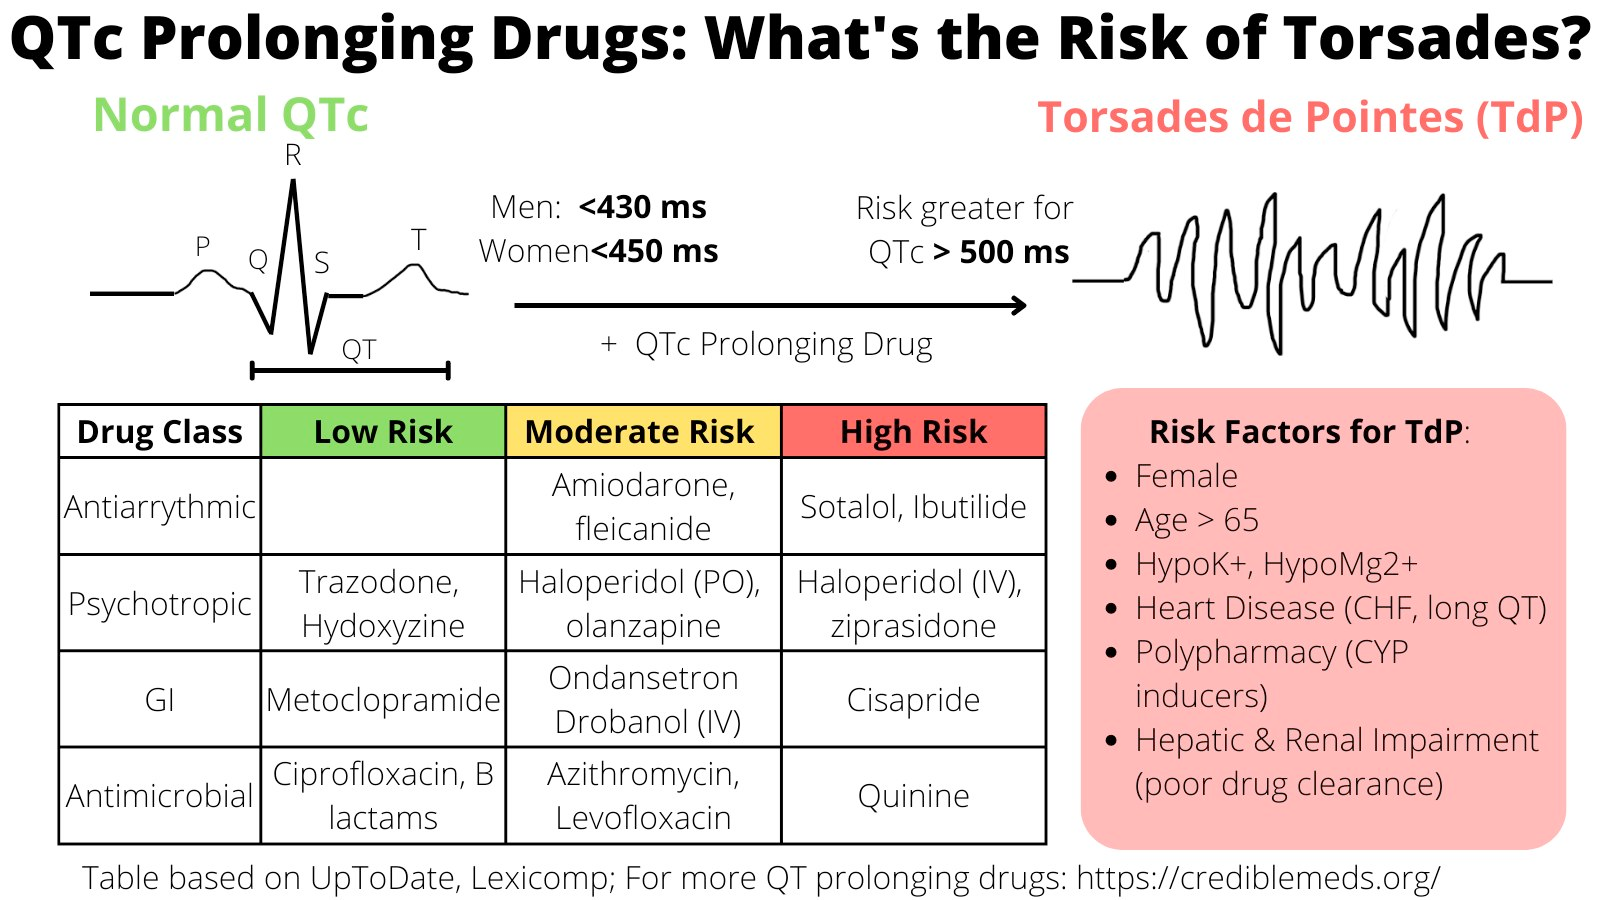 QTc Prolonging Drugs: What's the Risk of Torsades?
Normal QTc
Torsades de Pointes (TdP)
R
P
Q
S
T
QT
Men: <430 ms
Women<450 ms
Risk greater for
QTc > 500 ms
+ QTc Prolonging Drug
Drug Class
Low Risk
Moderate Risk
High Risk
Antiarrythmic
Amiodarone,
fleicanide
Sotalol, Ibutilide
Psychotropic
Trazodone,
Hydoxyzine
Haloperidol (PO),
olanzapine
Haloperidol (IV),
ziprasidone
GI
Metoclopramide
Ondansetron
Drobanol (IV)
Cisapride
Antimicrobial
Ciprofloxacin, B
lactams
Azithromycin,
Levofloxacin
Quinine
Risk Factors for TdP:
• Female
• Age > 65
• HypoK+, HypoMg2+
• Heart Disease (CHF, long QT)
• Polypharmacy (CYP
inducers)
• Hepatic & Renal Impairment
(poor drug clearance)
Table based on UpToDate, Lexicomp; For more QT prolonging drugs: https://crediblemeds.org/